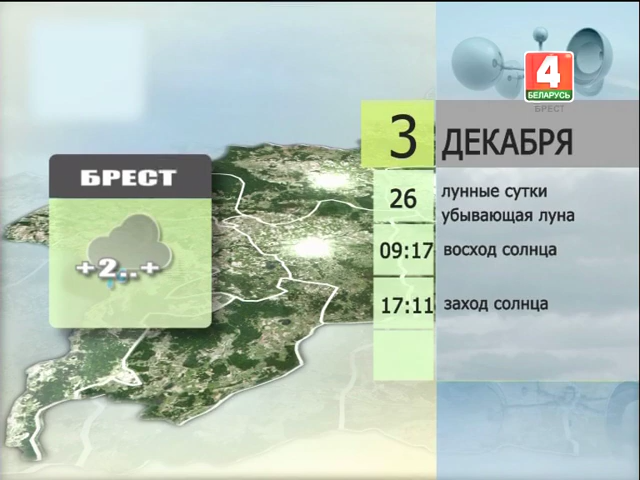 4
БЕЛАРУСЬ
БРЕСТ
3 ДЕКАБРЯ
БРЕСТ
+2..+
26 лунные сутки
убывающая луна
09:17 восход солнца
17:11 заход солнца